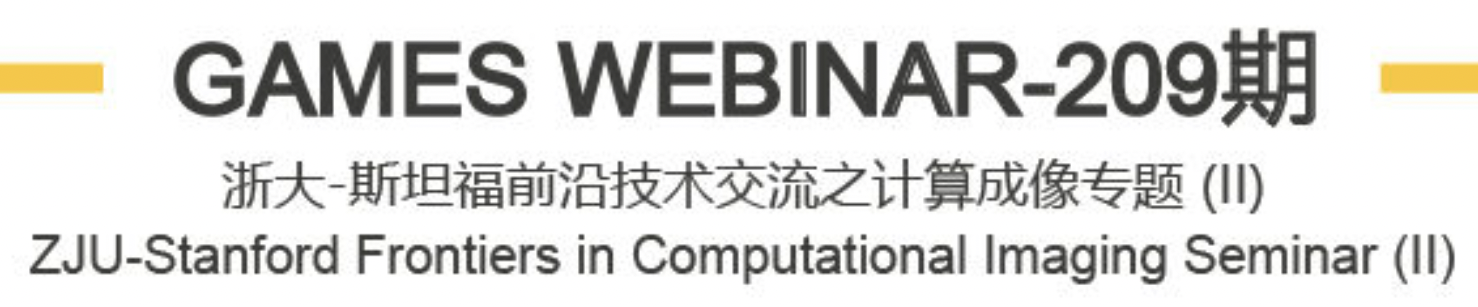 GAMES WEBINAR-209期
浙大-斯坦福前沿技术交流之计算成像专题 (II)
ZJU-Stanford Frontiers in Computational Imaging Seminar (II)